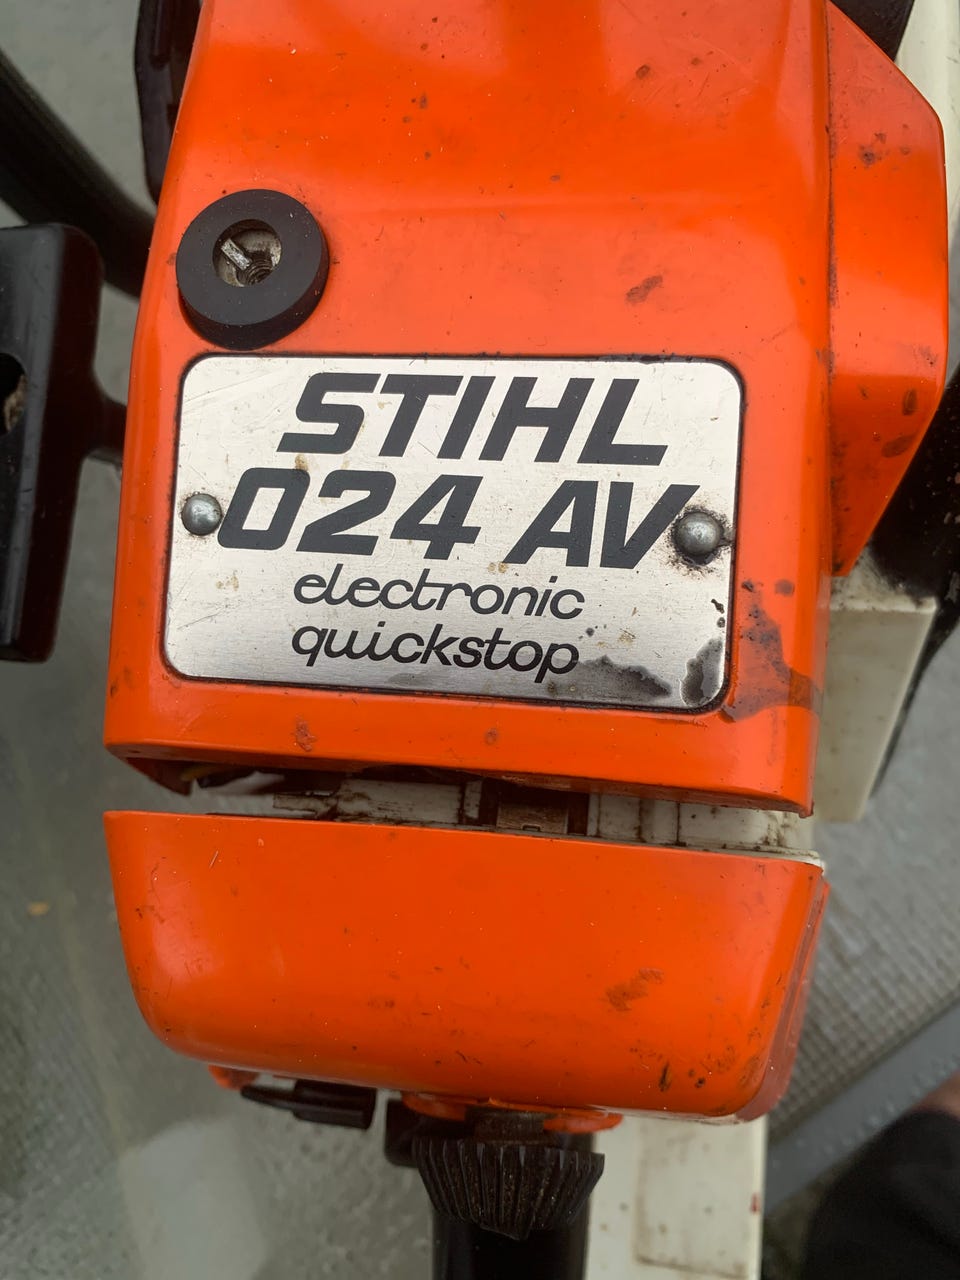 STIHL
024 AV
electronic
quickstop